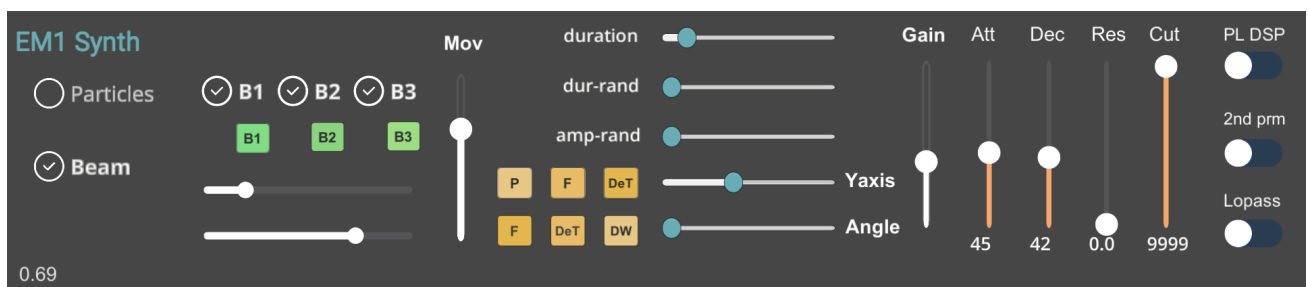 EM1 Synth
Particles
Beam
0.69
B1 B2 B3
B1 B2 B3
Mov
duration
dur-rand
amp-rand
P F DeT
Yaxis
F DeT DW
Angle
Gain Att Dec Res Cut
45 42 0.0 9999
PL DSP
2nd prm
Lopass